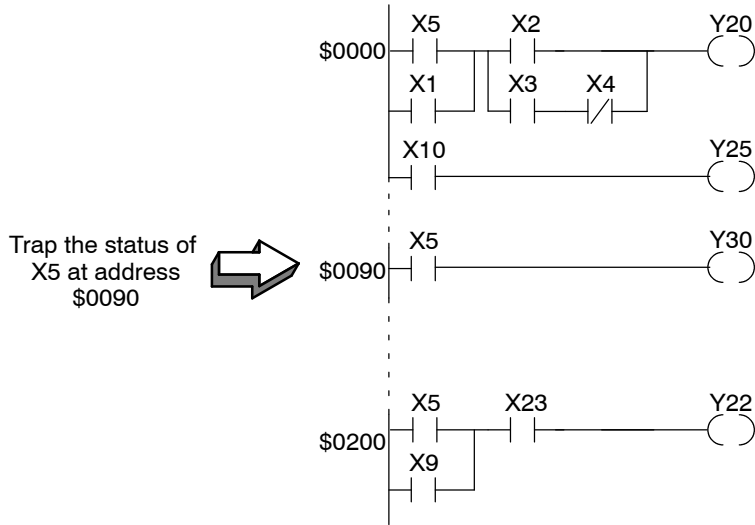 X5 X2 Y20
$0000
X1 X3 X4
X10 Y25
Trap the status of
X5 at address
$0090
X5 Y30
$0090
X5 X23 Y22
$0200
X9